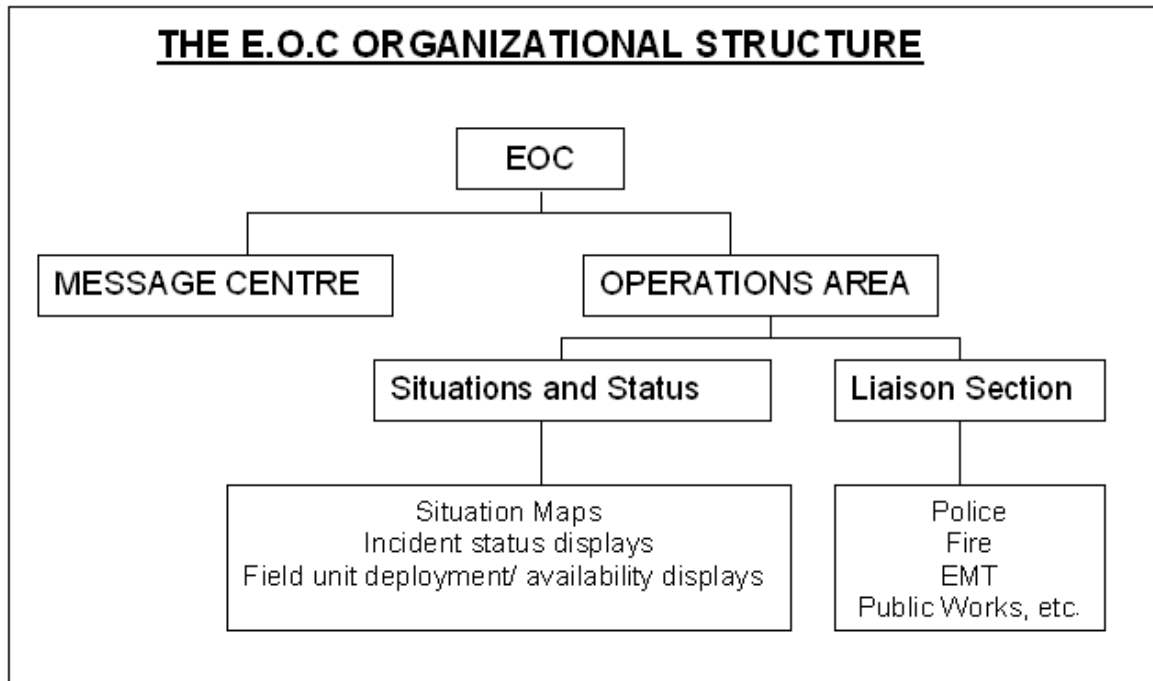 THE E.O.C ORGANIZATIONAL STRUCTURE
EOC
MESSAGE CENTRE
OPERATIONS AREA
Situations and Status
Liaison Section
Situation Maps
Incident status displays
Field unit deployment/ availability displays
Police
Fire
EMT
Public Works, etc.